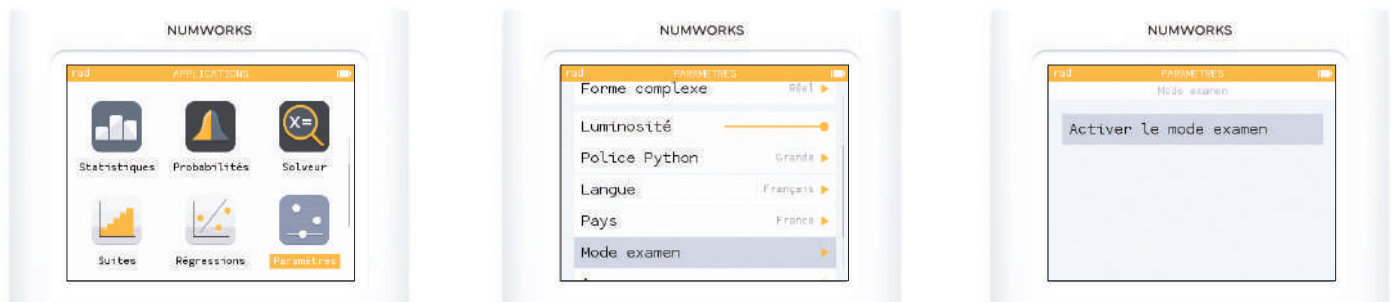 NUMWORKS
rad APPLICATIONS
X=
Statistiques Probabilités Solveur
Suites Régressions Paramètres
NUMWORKS
rad PARAMETRES
Forme complexe Réel
Luminosité
Police Python Grande
Langue Français
Pays France
Mode examen
NUMWORKS
rad PARAMETRES
Mode examen
Activer le mode examen